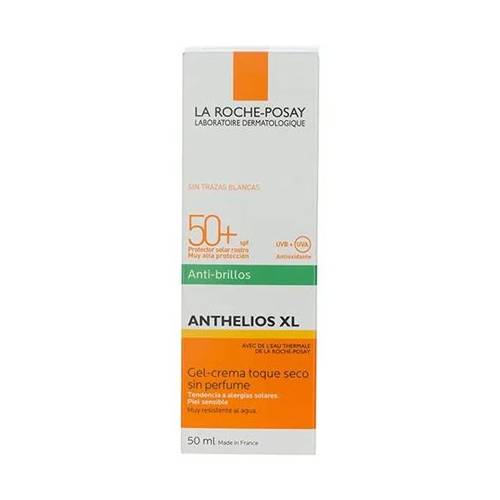 LA ROCHE-POSAY
LABORATOIRE DERMATOLOGIQUE
SIN TRAZAS BLANCAS
50+ spf
UVB + UVA
Protector solar rostro
Muy alta protección
Antioxidante
Anti-brillos
ANTHELIOS XL
AVEC DE L'EAU THERMALE
DE LA ROCHE-POSAY
Gel-crema toque seco
sin perfume
Tendencia a alergias solares.
Piel sensible
Muy resistente al agua.
50 ml Made in France